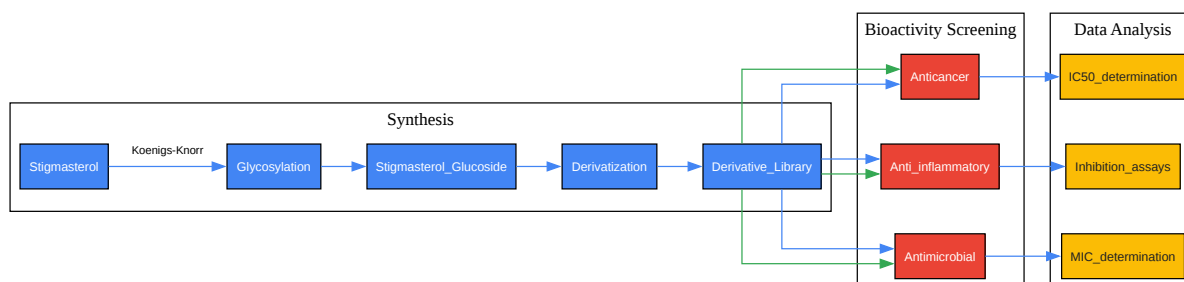 Bioactivity Screening
Data Analysis
Anticancer
IC50_determination
Synthesis
Koenigs-Knorr
Stigmasterol
Glycosylation
Stigmasterol_Glucoside
Derivatization
Derivative_Library
Anti_inflammatory
Inhibition_assays
Antimicrobial
MIC_determination